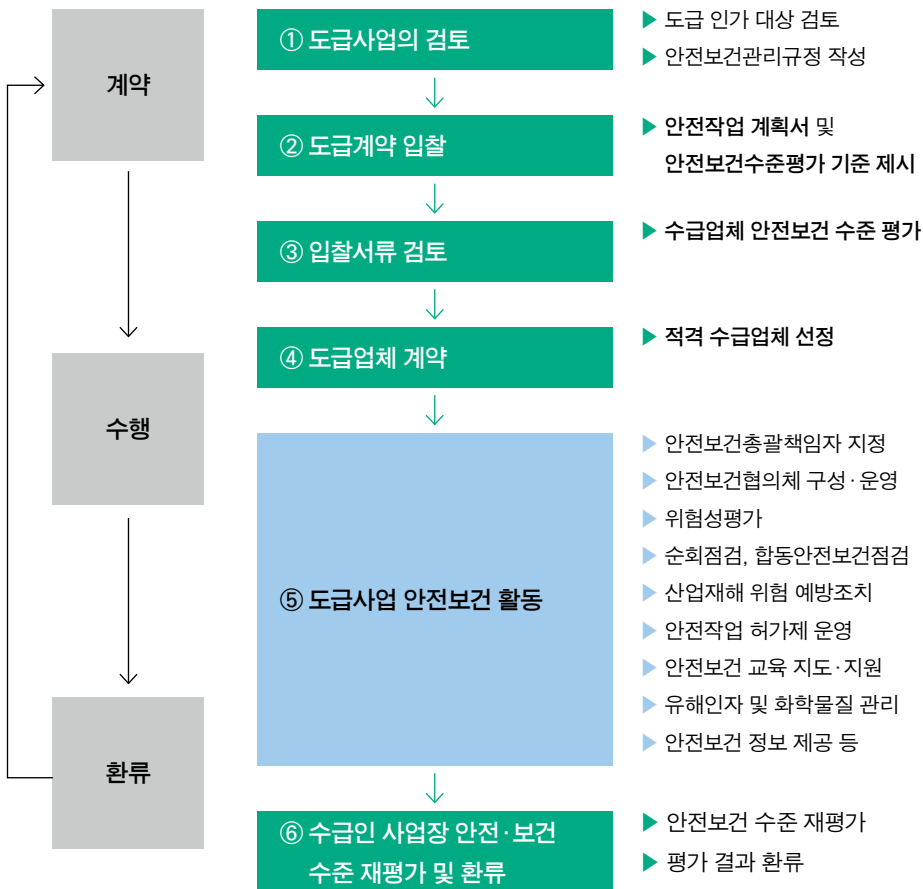 계약
수행
환류
① 도급사업의 검토
▶ 도급 인가 대상 검토
▶ 안전보건관리규정 작성
② 도급계약 입찰
▶ 안전작업 계획서 및
안전보건수준평가 기준 제시
③ 입찰서류 검토
▶ 수급업체 안전보건 수준 평가
④ 도급업체 계약
▶ 적격 수급업체 선정
⑤ 도급사업 안전보건 활동
▶ 안전보건총괄책임자 지정
▶ 안전보건협의체 구성·운영
▶ 위험성평가
▶ 순회점검, 합동안전보건점검
▶ 산업재해 위험 예방조치
▶ 안전작업 허가제 운영
▶ 안전보건 교육 지도·지원
▶ 유해인자 및 화학물질 관리
▶ 안전보건 정보 제공 등
⑥ 수급인 사업장 안전·보건
수준 재평가 및 환류
▶ 안전보건 수준 재평가
▶ 평가 결과 환류